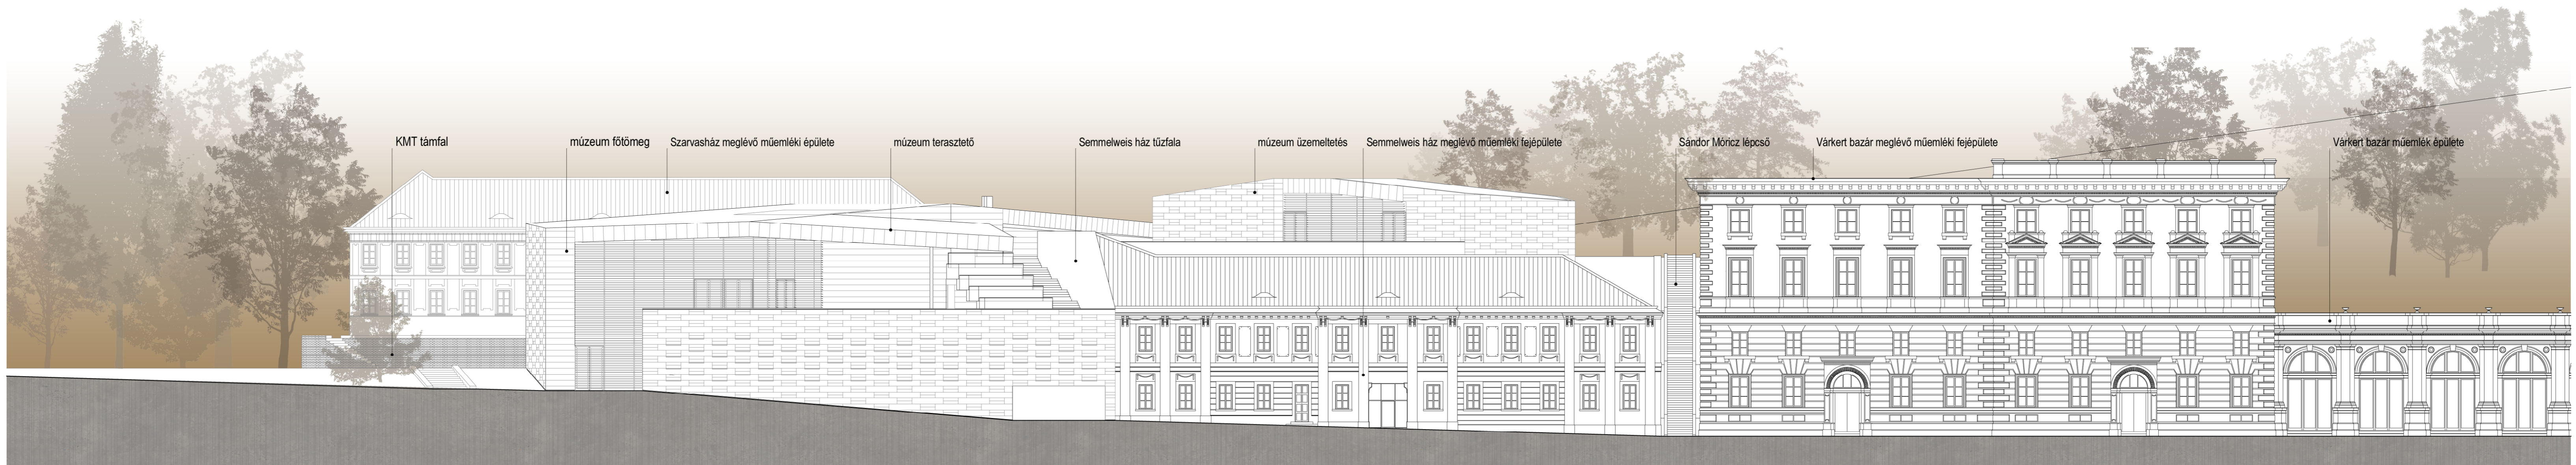 KMT támfal
múzeum főtömeg
Szarvasház meglévő műemléki épülete
múzeum terasztető
Semmelweis ház tűzfala
múzeum üzemeltetés
Semmelweis ház meglévő műemléki fejépülete
Sándor Móricz lépcső
Várkert bazár meglévő műemléki fejépülete
Várkert bazár műemlék épülete